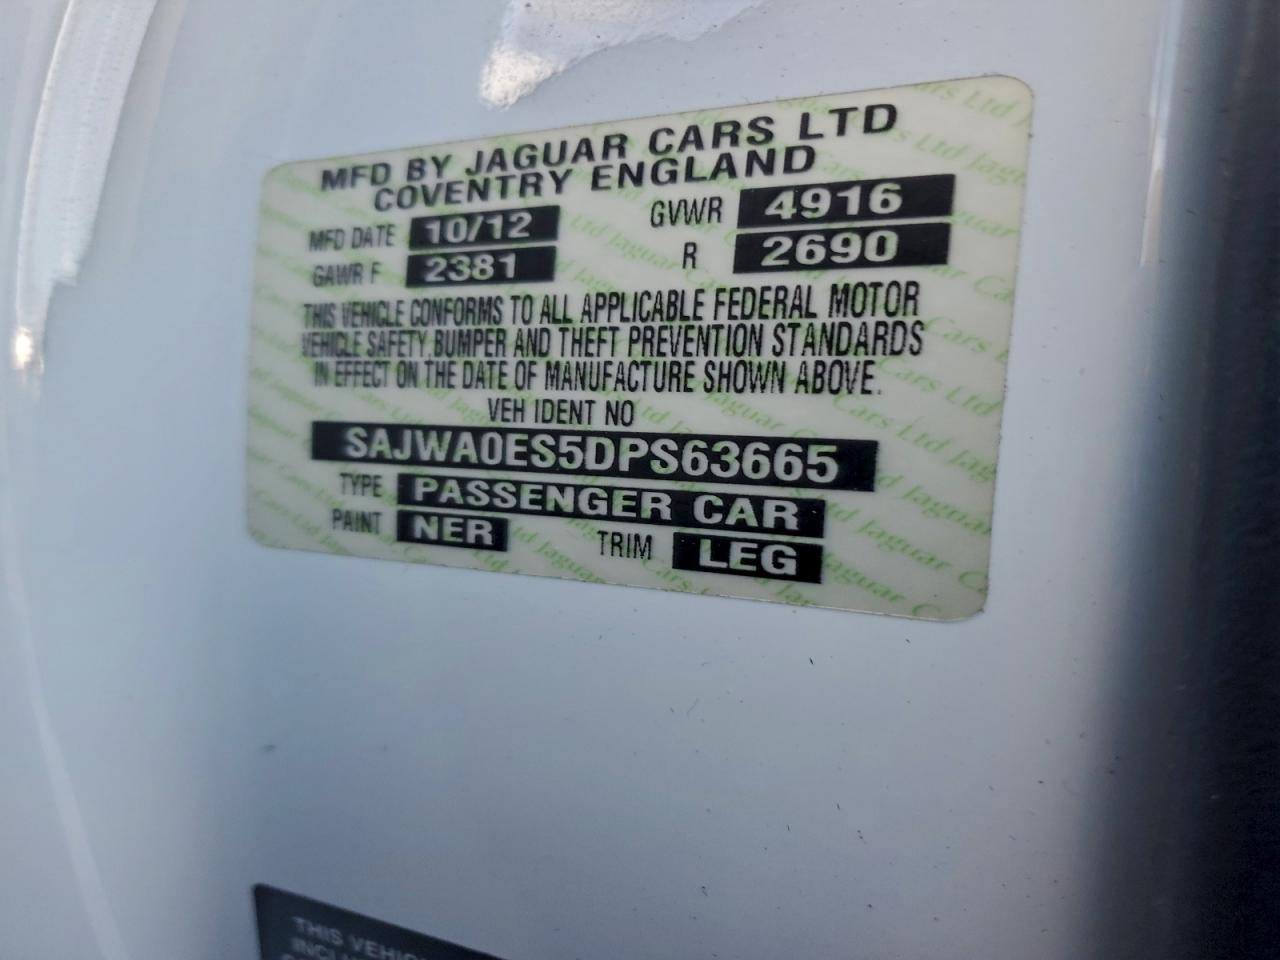 MFD BY JAGUAR CARS LTD
COVENTRY ENGLAND
MFD DATE 10/12 GVWR 4916
GAWR F 2381 R 2690
THIS VEHICLE CONFORMS TO ALL APPLICABLE FEDERAL MOTOR
VEHICLE SAFETY, BUMPER AND THEFT PREVENTION STANDARDS
IN EFFECT ON THE DATE OF MANUFACTURE SHOWN ABOVE.
VEH IDENT NO
SAJWA0ES5DPS63665
TYPE PASSENGER CAR
PAINT NER TRIM LEG
THIS